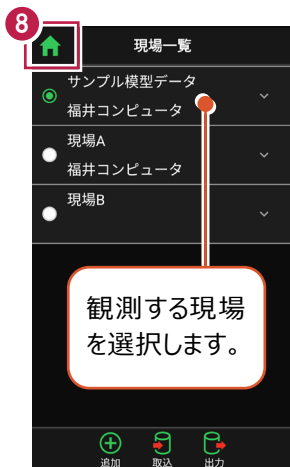 8
現場一覧
サンプル模型データ
福井コンピュータ
現場A
福井コンピュータ
現場B
観測する現場
を選択します。
追加 取込 出力